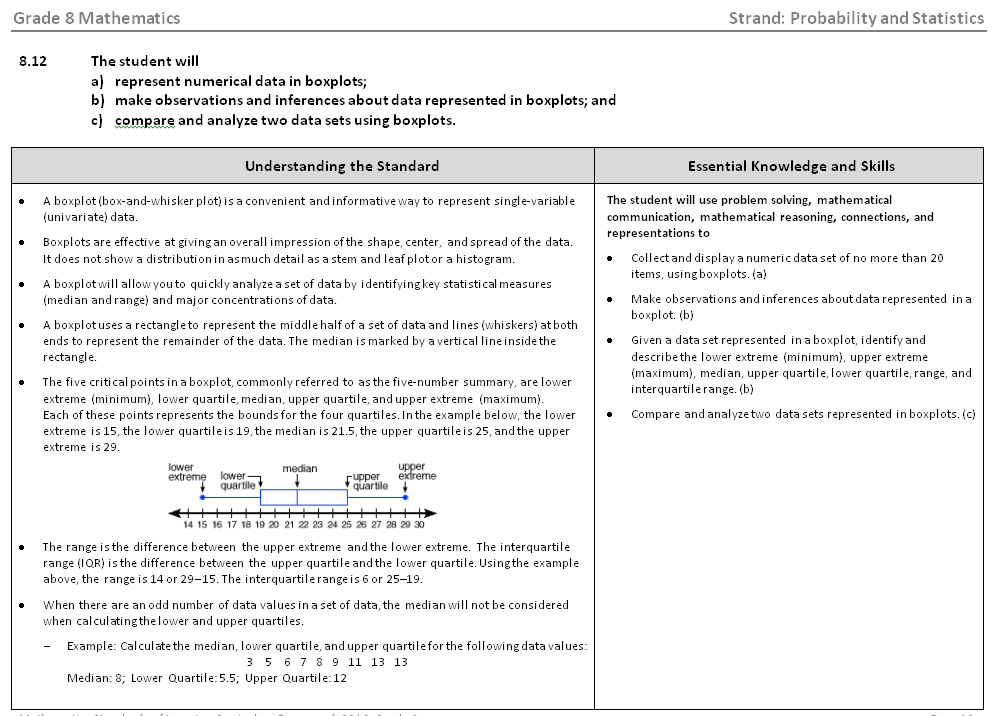 Grade 8 Mathematics
Strand: Probability and Statistics
8.12 The student will
a) represent numerical data in boxplots;
b) make observations and inferences about data represented in boxplots; and
c) compare and analyze two data sets using boxplots.
Understanding the Standard
• A boxplot (box-and-whisker plot) is a convenient and informative way to represent single-variable
(univariate) data.
• Boxplots are effective at giving an overall impression of the shape, center, and spread of the data.
It does not show a distribution in as much detail as a stem and leaf plot or a histogram.
• A boxplot will allow you to quickly analyze a set of data by identifying key statistical measures
(median and range) and major concentrations of data.
• A boxplot uses a rectangle to represent the middle half of a set of data and lines (whiskers) at both
ends to represent the remainder of the data. The median is marked by a vertical line inside the
rectangle.
• The five critical points in a boxplot, commonly referred to as the five-number summary, are lower
extreme (minimum), lower quartile, median, upper quartile, and upper extreme (maximum).
Each of these points represents the bounds for the four quartiles. In the example below, the lower
extreme is 15, the lower quartile is 19, the median is 21.5, the upper quartile is 25, and the upper
extreme is 29.
lower
extreme
lower
quartile
median
upper
quartile
upper
extreme
14 15 16 17 18 19 20 21 22 23 24 25 26 27 28 29 30
• The range is the difference between the upper extreme and the lower extreme. The interquartile
range (IQR) is the difference between the upper quartile and the lower quartile. Using the example
above, the range is 14 or 29–15. The interquartile range is 6 or 25–19.
• When there are an odd number of data values in a set of data, the median will not be considered
when calculating the lower and upper quartiles.
– Example: Calculate the median, lower quartile, and upper quartile for the following data values:
3 5 6 7 8 9 11 13 13
Median: 8; Lower Quartile: 5.5; Upper Quartile: 12
Essential Knowledge and Skills
The student will use problem solving, mathematical
communication, mathematical reasoning, connections, and
representations to
• Collect and display a numeric data set of no more than 20
items, using boxplots. (a)
• Make observations and inferences about data represented in a
boxplot. (b)
• Given a data set represented in a boxplot, identify and
describe the lower extreme (minimum), upper extreme
(maximum), median, upper quartile, lower quartile, range, and
interquartile range. (b)
• Compare and analyze two data sets represented in boxplots. (c)